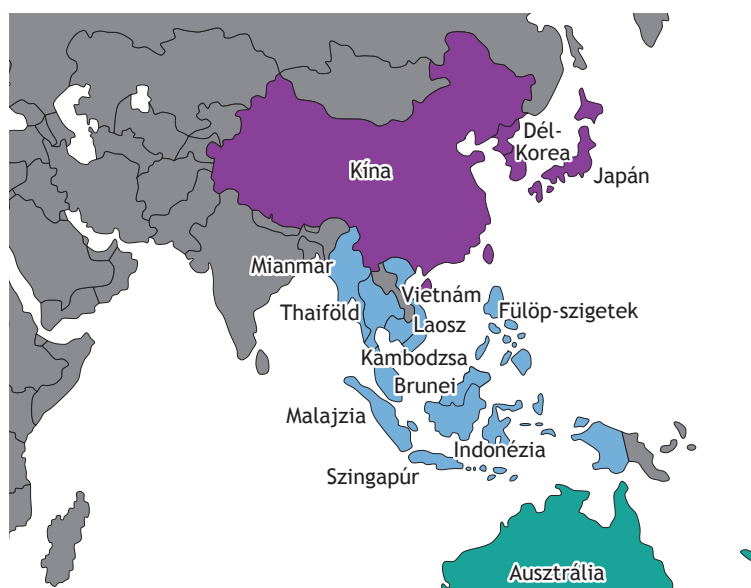 Dél-
Korea
Kína
Japán
Mianmar
Vietnám
Thaiföld
Fülöp-szigetek
Laosz
Kambodzsa
Brunei
Malajzia
Indonézia
Szingapúr
Ausztrália